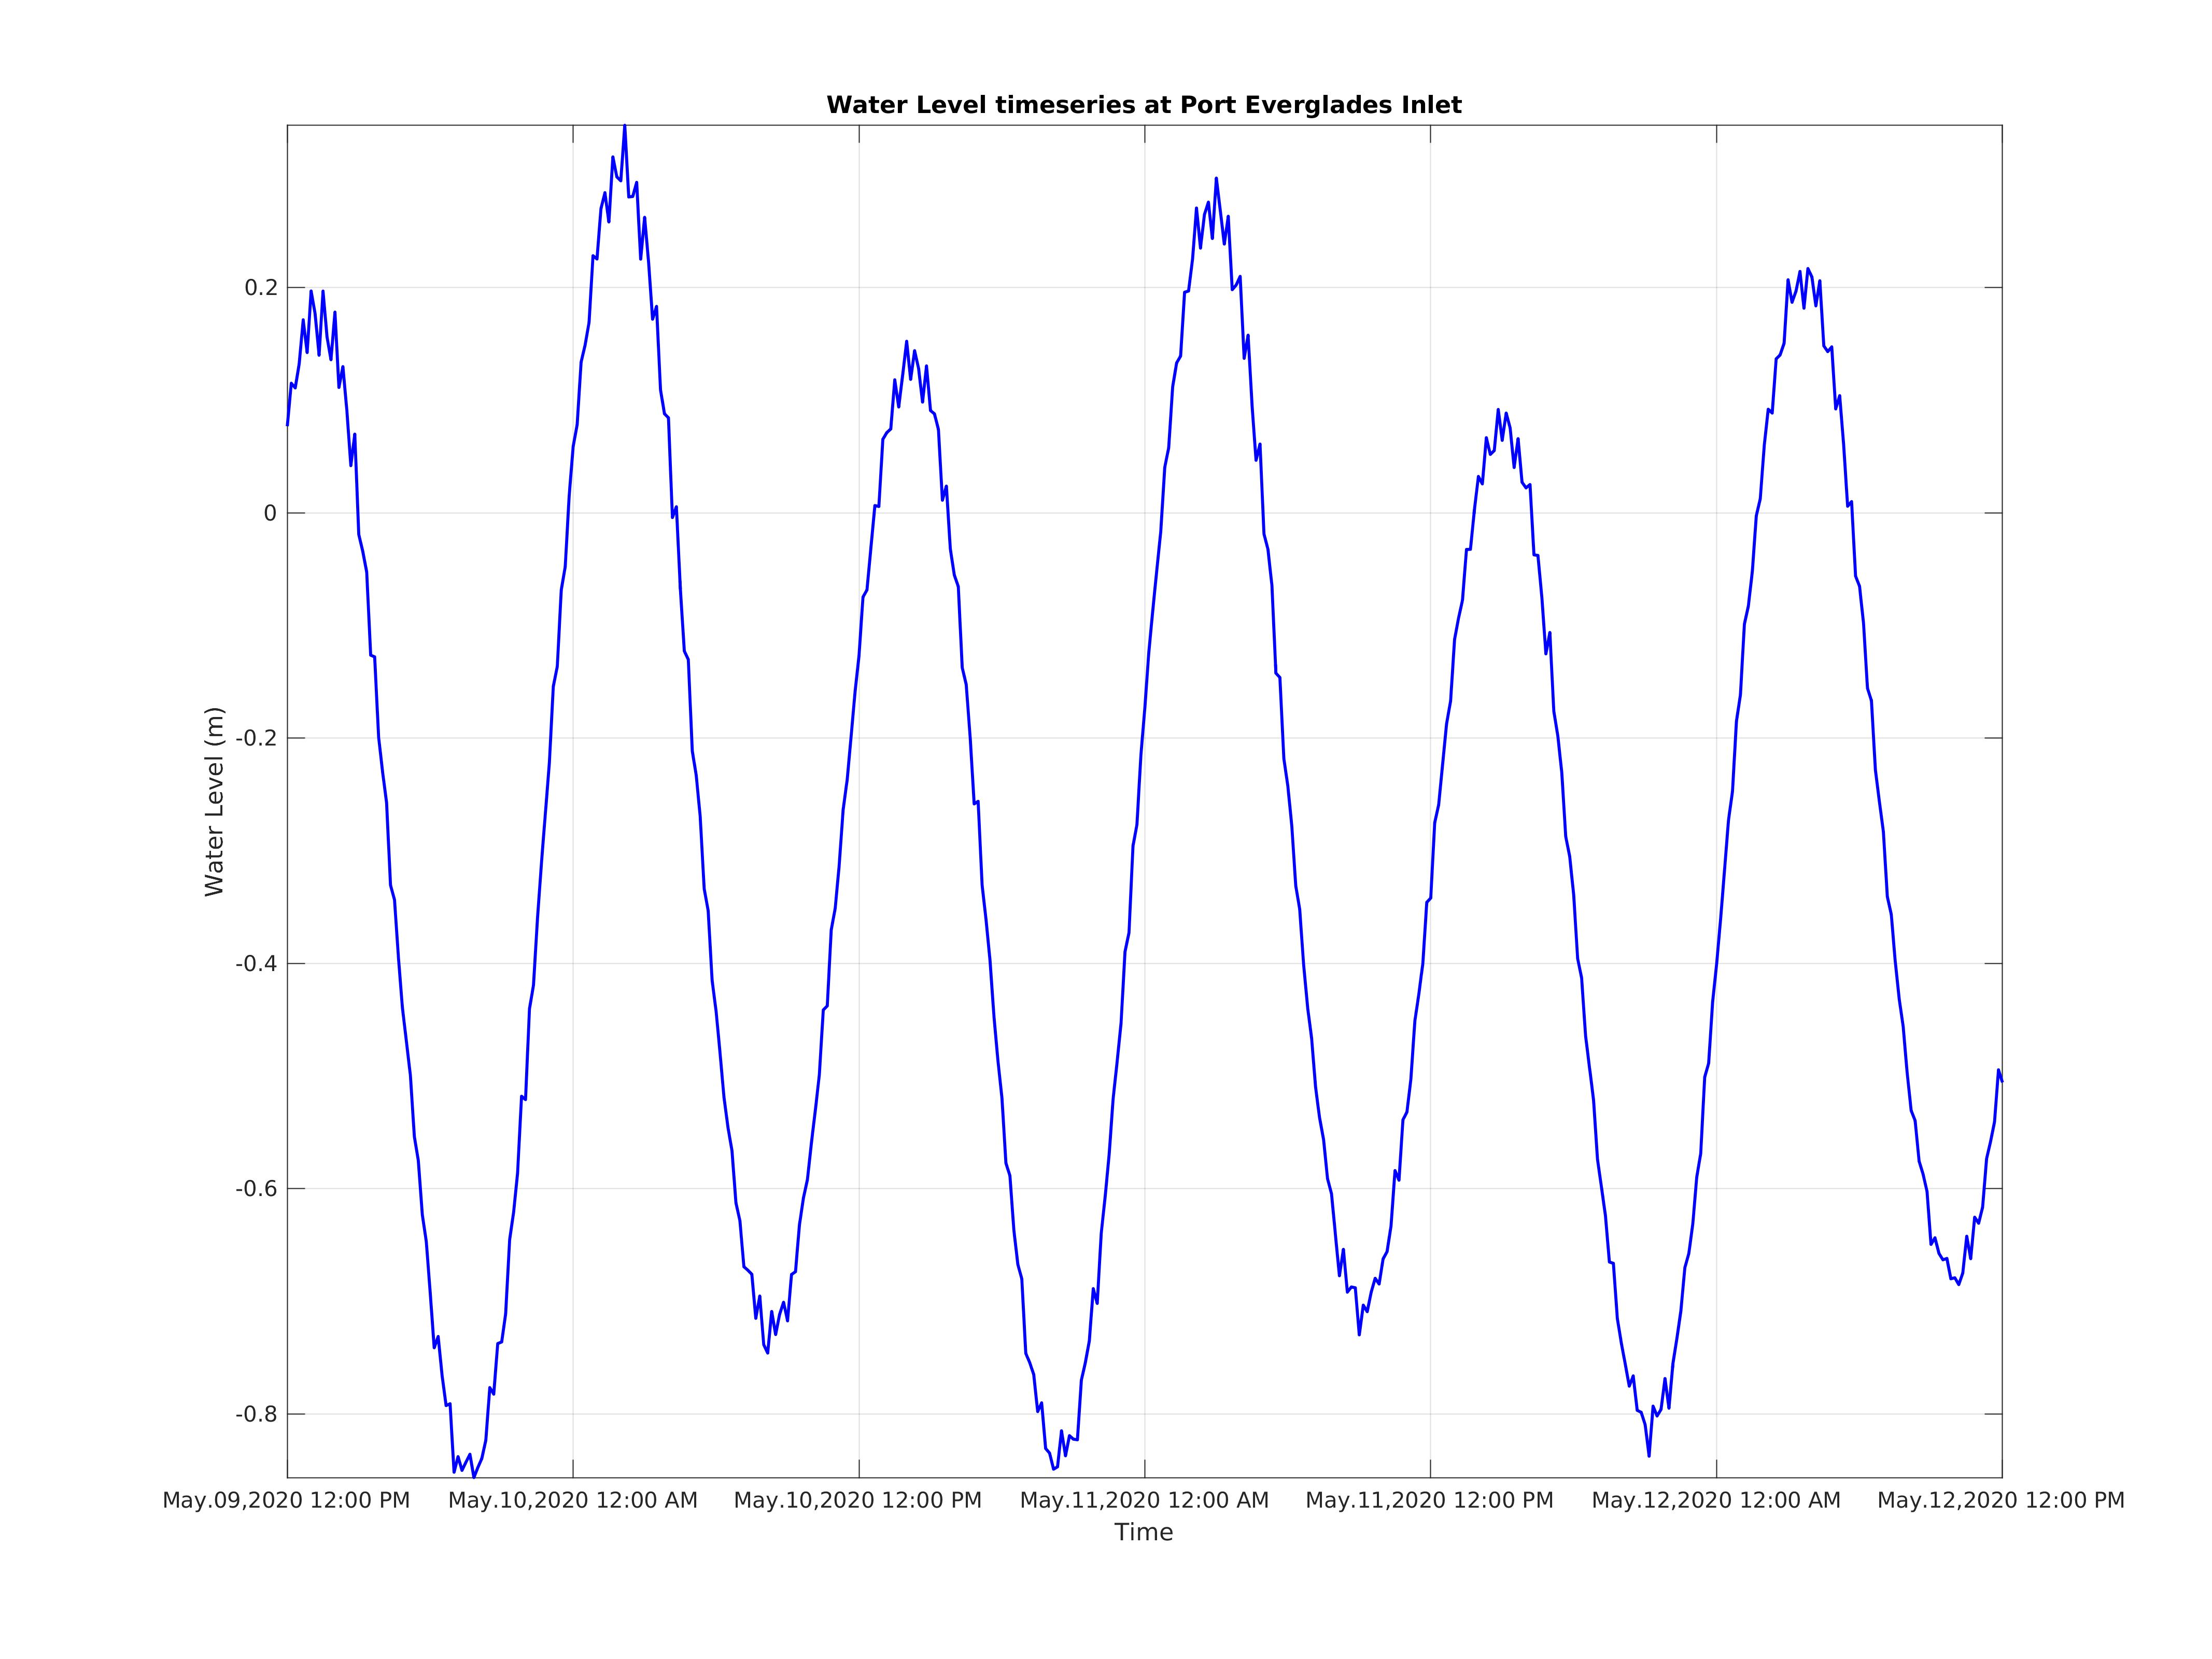 Water Level timeseries at Port Everglades Inlet
0.2
0
-0.2
-0.4
-0.6
-0.8
Water Level (m)
May.09,2020 12:00 PM May.10,2020 12:00 AM May.10,2020 12:00 PM May.11,2020 12:00 AM May.11,2020 12:00 PM May.12,2020 12:00 AM May.12,2020 12:00 PM
Time